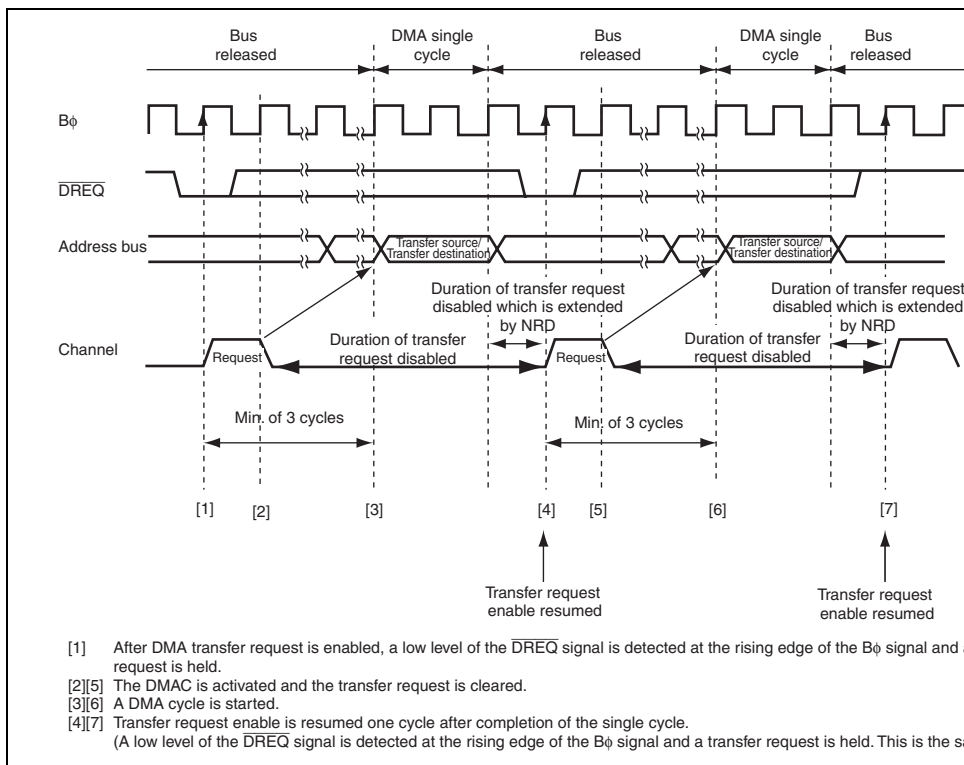 Bus released
DMA single cycle
Bus released
DMA single cycle
Bus released
Bφ
DREQ
Address bus
Transfer source/ Transfer destination
Transfer source/ Transfer destination
Duration of transfer request disabled which is extended by NRD
Duration of transfer request disabled which is extended by NRD
Channel
Request
Duration of transfer request disabled
Request
Duration of transfer request disabled
Min. of 3 cycles
Min. of 3 cycles
[1]
[2]
[3]
[4]
[5]
[6]
[7]
Transfer request enable resumed
Transfer request enable resumed
[1] After DMA transfer request is enabled, a low level of the DREQ signal is detected at the rising edge of the Bφ signal and a
request is held.
[2][5] The DMAC is activated and the transfer request is cleared.
[3][6] A DMA cycle is started.
[4][7] Transfer request enable is resumed one cycle after completion of the single cycle.
(A low level of the DREQ signal is detected at the rising edge of the Bφ signal and a transfer request is held. This is the sa